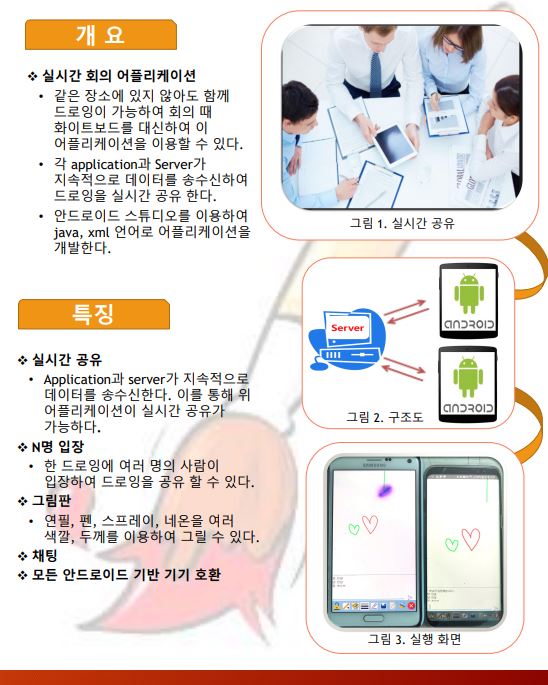 개 요
❖ 실시간 회의 어플리케이션
• 같은 장소에 있지 않아도 함께
드로잉이 가능하여 회의 때
화이트보드를 대신하여 이
어플리케이션을 이용할 수 있다.
• 각 application과 Server가
지속적으로 데이터를 송수신하여
드로잉을 실시간 공유 한다.
• 안드로이드 스튜디오를 이용하여
java, xml 언어로 어플리케이션을
개발한다.
그림 1. 실시간 공유
특징
❖ 실시간 공유
• Application과 server가 지속적으로
데이터를 송수신한다. 이를 통해 위
어플리케이션이 실시간 공유가
가능하다.
❖ N명 입장
• 한 드로잉에 여러 명의 사람이
입장하여 드로잉을 공유 할 수 있다.
❖ 그림판
• 연필, 펜, 스프레이, 네온을 여러
색깔, 두께를 이용하여 그릴 수 있다.
❖ 채팅
❖ 모든 안드로이드 기반 기기 호환
Server
ANDROID
ANDROID
그림 2. 구조도
SAMSUNG
그림 3. 실행 화면